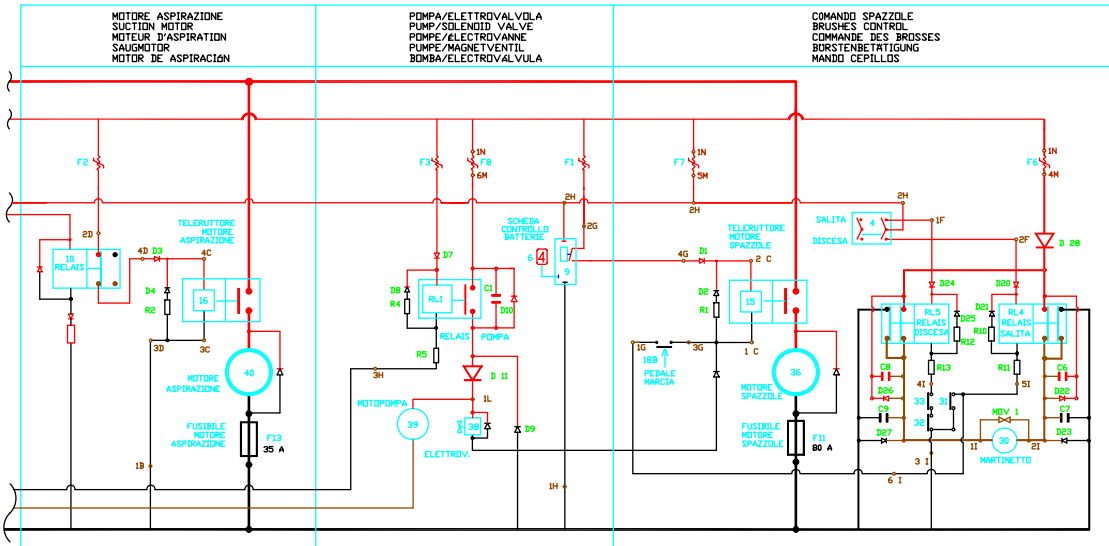 MOTORE ASPIRAZIONE
SUCTION MOTOR
MOTEUR D'ASPIRATION
SAUGMOTOR
MOTOR DE ASPIRACIóN
POMPA/ELETTROVALVOLA
PUMP/SOLENOID VALVE
POMPE/éLECTROVANNE
PUMPE/MAGNETVENTIL
BOMBA/ELECTROVáLVULA
COMANDO SPAZZOLE
BRUSHES CONTROL
COMMANDE DES BROSSES
BÜRSTENBETÄTIGUNG
MANDO CEPILLOS
F2
F3
1N
F8
6M
F1
1N
F7
5M
1N
F6
4M
2H
2H
2H
2D
TELERUTTORE
MOTORE
ASPIRAZIONE
4D
D3
4C
10
RELAIS
D4
R2
16
3D
3C
MOTORE
ASPIRAZIONE
40
FUSIBILE
MOTORE
ASPIRAZIONE
F13
35 A
1B
D7
D8
R4
RL1
C1
D10
RELAIS
POMPA
R5
3H
D 11
1L
MOTOPOMPA
39
38
ELETTROV.
D9
SCHEDA
CONTROLLO
BATTERIE
2G
6
4
9
1H
TELERUTTORE
MOTORE
SPAZZOLE
4G
D1
2 C
D2
R1
15
1G
18B
3G
1 C
PEDALE
MARCIA
36
MOTORE
SPAZZOLE
FUSIBILE
MOTORE
SPAZZOLE
F11
80 A
SALITA
4
DISCESA
1F
2F
D 28
D24
D20
RL5
RELAIS
DISCESA
D25
R12
D21
R10
RL4
RELAIS
SALITA
R13
R11
C8
4I
5I
C6
D26
33
31
D22
C9
32
MOV 1
C7
D27
1I
30
2I
D23
3 I
MARTINETTO
6 I